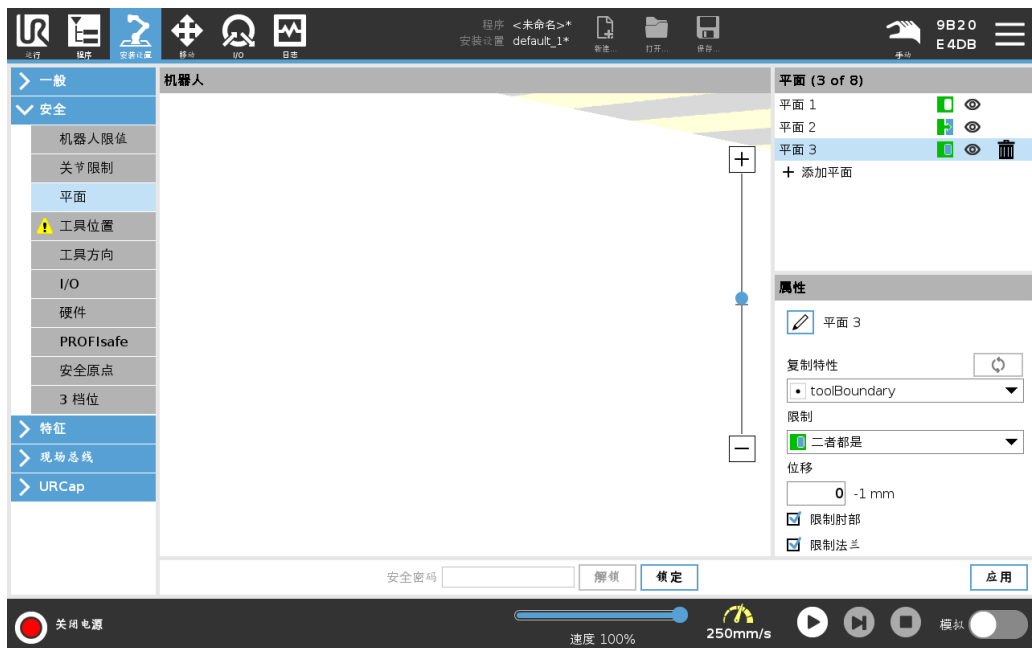 UR
运行
程序
安装设置
移动
I/O
日志
程序 <未命名>*
安装设置 default_1*
新建...
打开...
保存...
手动
9B20
E4DB
一般
安全
机器人限值
关节限制
平面
工具位置
工具方向
I/O
硬件
PROFIsafe
安全原点
3 档位
特征
现场总线
URCap
机器人
平面 (3 of 8)
平面 1
平面 2
平面 3
添加平面
属性
平面 3
复制特性
toolBoundary
限制
二者都是
位移
0 -1 mm
限制肘部
限制法兰
安全密码
解锁
锁定
应用
关闭电源
速度 100%
250mm/s
模拟